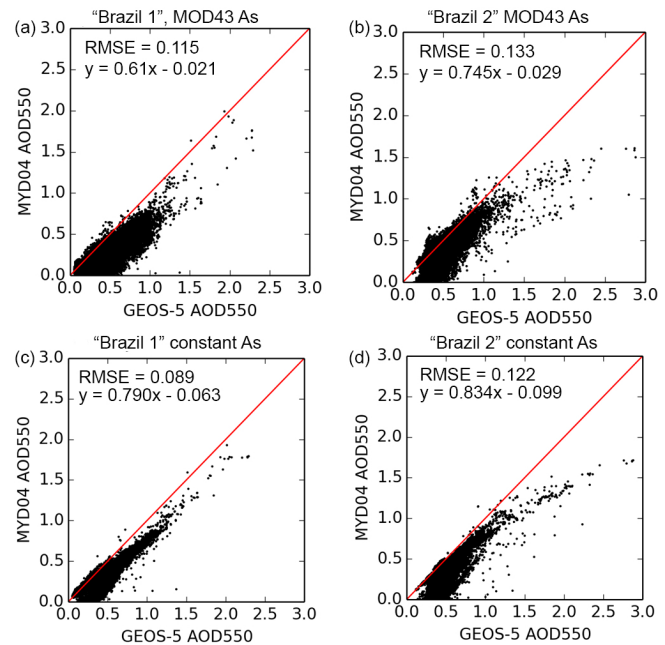 (a) "Brazil 1", MOD43 As
RMSE = 0.115
y = 0.61x - 0.021
3.0
2.5
2.0
1.5
1.0
0.5
0.0
MYD04 AOD550
0.0 0.5 1.0 1.5 2.0 2.5 3.0
GEOS-5 AOD550
(b) "Brazil 2" MOD43 As
RMSE = 0.133
y = 0.745x - 0.029
3.0
2.5
2.0
1.5
1.0
0.5
0.0
MYD04 AOD550
0.0 0.5 1.0 1.5 2.0 2.5 3.0
GEOS-5 AOD550
(c) "Brazil 1" constant As
RMSE = 0.089
y = 0.790x - 0.063
3.0
2.5
2.0
1.5
1.0
0.5
0.0
MYD04 AOD550
0.0 0.5 1.0 1.5 2.0 2.5 3.0
GEOS-5 AOD550
(d) "Brazil 2" constant As
RMSE = 0.122
y = 0.834x - 0.099
3.0
2.5
2.0
1.5
1.0
0.5
0.0
MYD04 AOD550
0.0 0.5 1.0 1.5 2.0 2.5 3.0
GEOS-5 AOD550